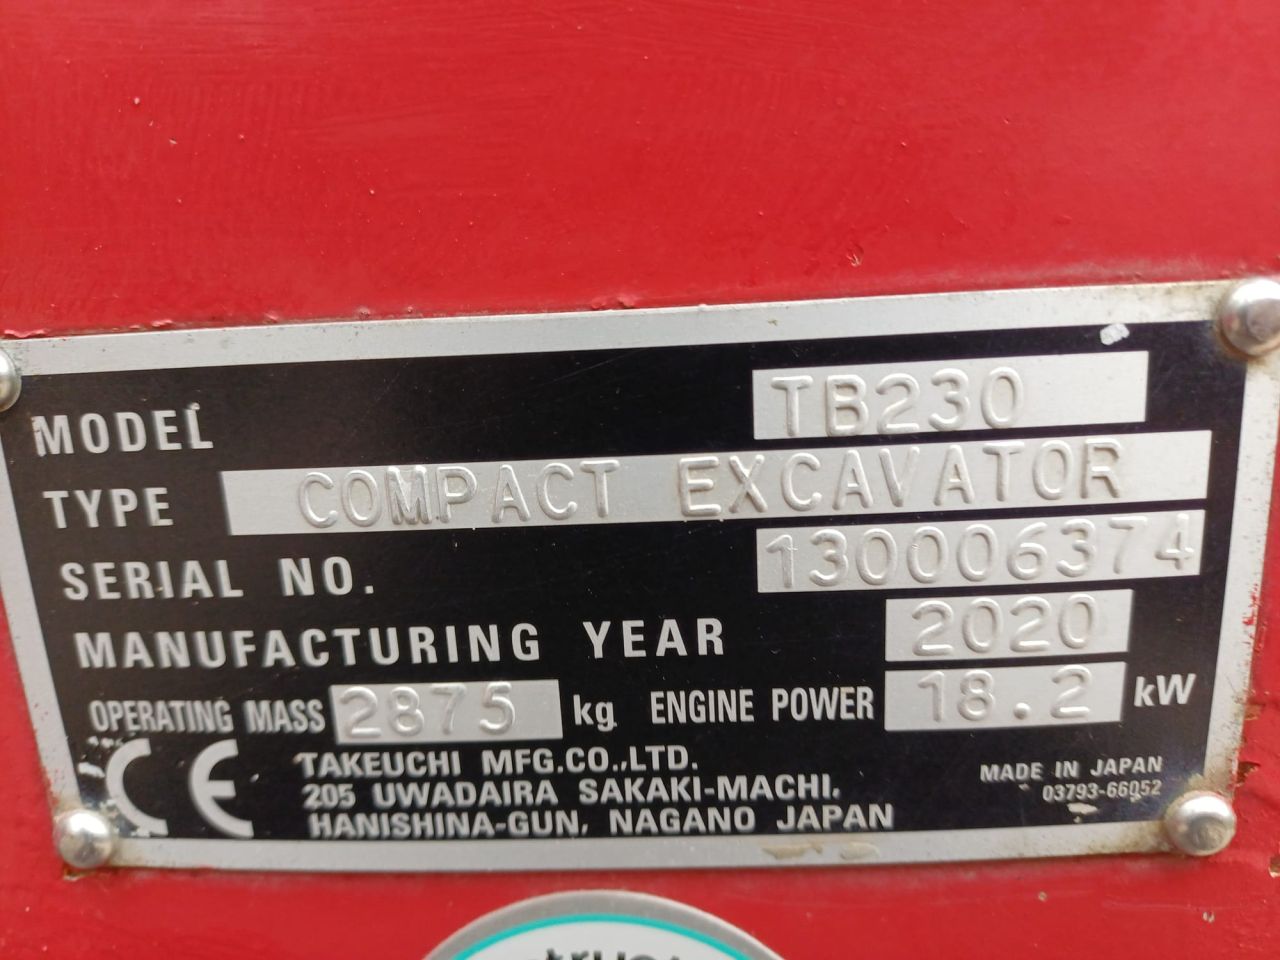 MODEL TB230
TYPE COMPACT EXCAVATOR
SERIAL NO. 130006374
MANUFACTURING YEAR 2020
OPERATING MASS 2875 kg ENGINE POWER 18.2 kW
CE
TAKEUCHI MFG.CO.,LTD.
205 UWADAIRA SAKAKI-MACHI.
HANISHINA-GUN, NAGANO JAPAN
MADE IN JAPAN
03793-66052